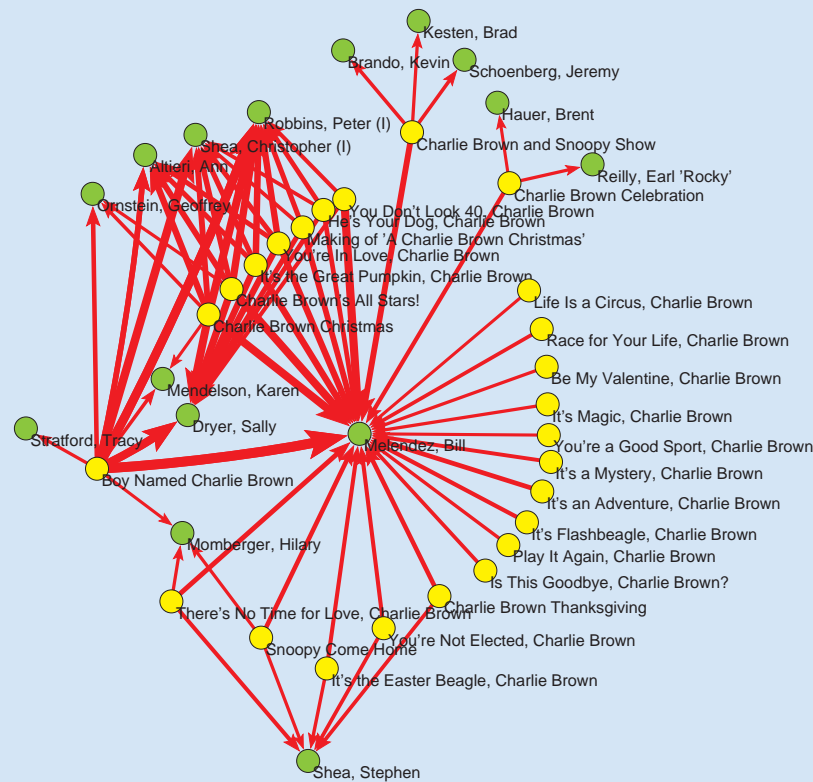 Kesten, Brad
Brando, Kevin
Schoenberg, Jeremy
Hauer, Brent
Robbins, Peter (I)
Charlie Brown and Snoopy Show
Shea, Christopher (I)
Altieri, Ann
Reilly, Earl 'Rocky'
Charlie Brown Celebration
Ornstein, Geoffrey
You Don't Look 40, Charlie Brown
He's Your Dog, Charlie Brown
Making of 'A Charlie Brown Christmas'
You're In Love, Charlie Brown
It's the Great Pumpkin, Charlie Brown
Charlie Brown's All Stars!
Life Is a Circus, Charlie Brown
Charlie Brown Christmas
Race for Your Life, Charlie Brown
Be My Valentine, Charlie Brown
Mendelson, Karen
It's Magic, Charlie Brown
Dryer, Sally
Stratford, Tracy
Melendez, Bill
You're a Good Sport, Charlie Brown
It's a Mystery, Charlie Brown
Boy Named Charlie Brown
It's an Adventure, Charlie Brown
It's Flashbeagle, Charlie Brown
Momberger, Hilary
Play It Again, Charlie Brown
Is This Goodbye, Charlie Brown?
Charlie Brown Thanksgiving
There's No Time for Love, Charlie Brown
You're Not Elected, Charlie Brown
Snoopy Come Home
It's the Easter Beagle, Charlie Brown
Shea, Stephen